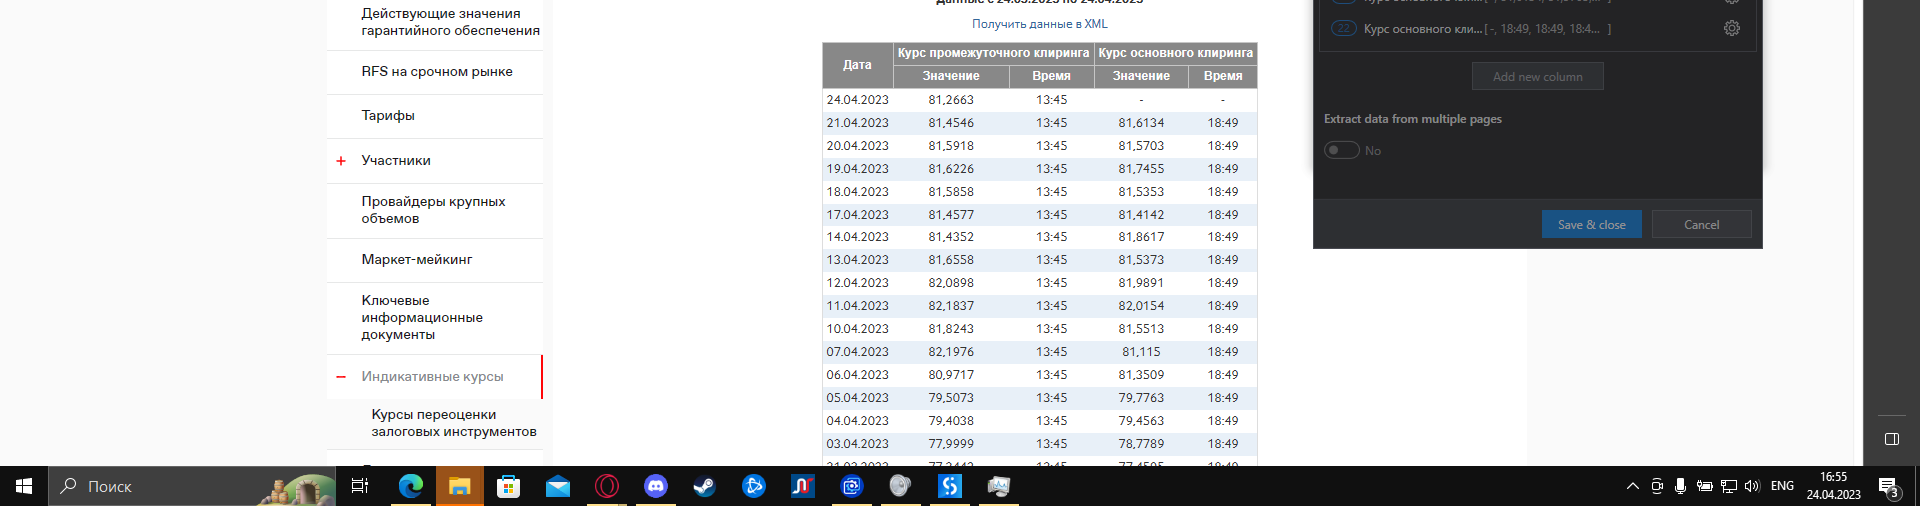 Действующие значения
гарантийного обеспечения
RFS на срочном рынке
Тарифы
+ Участники
Провайдеры крупных
объемов
Маркет-мейкинг
Ключевые
информационные
документы
− Индикативные курсы
Курсы переоценки
залоговых инструментов
Данные с 24.03.2023 по 24.04.2023
Получить данные в XML
Дата Курс промежуточного клиринга Курс основного клиринга
Значение Время Значение Время
24.04.2023 81,2663 13:45 - -
21.04.2023 81,4546 13:45 81,6134 18:49
20.04.2023 81,5918 13:45 81,5703 18:49
19.04.2023 81,6226 13:45 81,7455 18:49
18.04.2023 81,5858 13:45 81,5353 18:49
17.04.2023 81,4577 13:45 81,4142 18:49
14.04.2023 81,4352 13:45 81,8617 18:49
13.04.2023 81,6558 13:45 81,5373 18:49
12.04.2023 82,0898 13:45 81,9891 18:49
11.04.2023 82,1837 13:45 82,0154 18:49
10.04.2023 81,8243 13:45 81,5513 18:49
07.04.2023 82,1976 13:45 81,115 18:49
06.04.2023 80,9717 13:45 81,3509 18:49
05.04.2023 79,5073 13:45 79,7763 18:49
04.04.2023 79,4038 13:45 79,4563 18:49
03.04.2023 77,9999 13:45 78,7789 18:49
22 Курс основного кли... [ -, 18:49, 18:49, 18:4... ]
Add new column
Extract data from multiple pages
No
Save & close Cancel
Поиск
ENG
16:55
24.04.2023
3